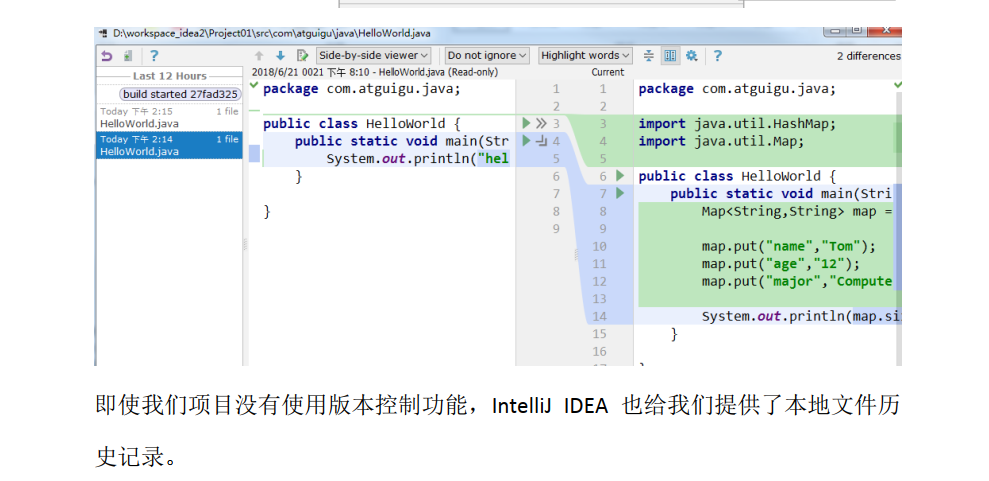 D:\workspace_idea2\Project01\src\com\atguigu\java\HelloWorld.java
Side-by-side viewer
Do not ignore
Highlight words
2 differences
Last 12 Hours
build started 27fad325
Today 下午 2:15
1 file
HelloWorld.java
Today 下午 2:14
1 file
HelloWorld.java
2018/6/21 0021 下午 8:10 - HelloWorld.java (Read-only)
package com.atguigu.java;
public class HelloWorld {
public static void main(Str
System.out.println("hel
}
}
1
2
3
4
5
6
7
8
9
Current
1
2
3
4
5
6
7
8
9
10
11
12
13
14
15
16
package com.atguigu.java;
import java.util.HashMap;
import java.util.Map;
public class HelloWorld {
public static void main(Stri
Map<String,String> map =
map.put("name","Tom");
map.put("age","12");
map.put("major","Compute
System.out.println(map.si
}
即使我们项目没有使用版本控制功能，IntelliJ IDEA 也给我们提供了本地文件历
史记录。